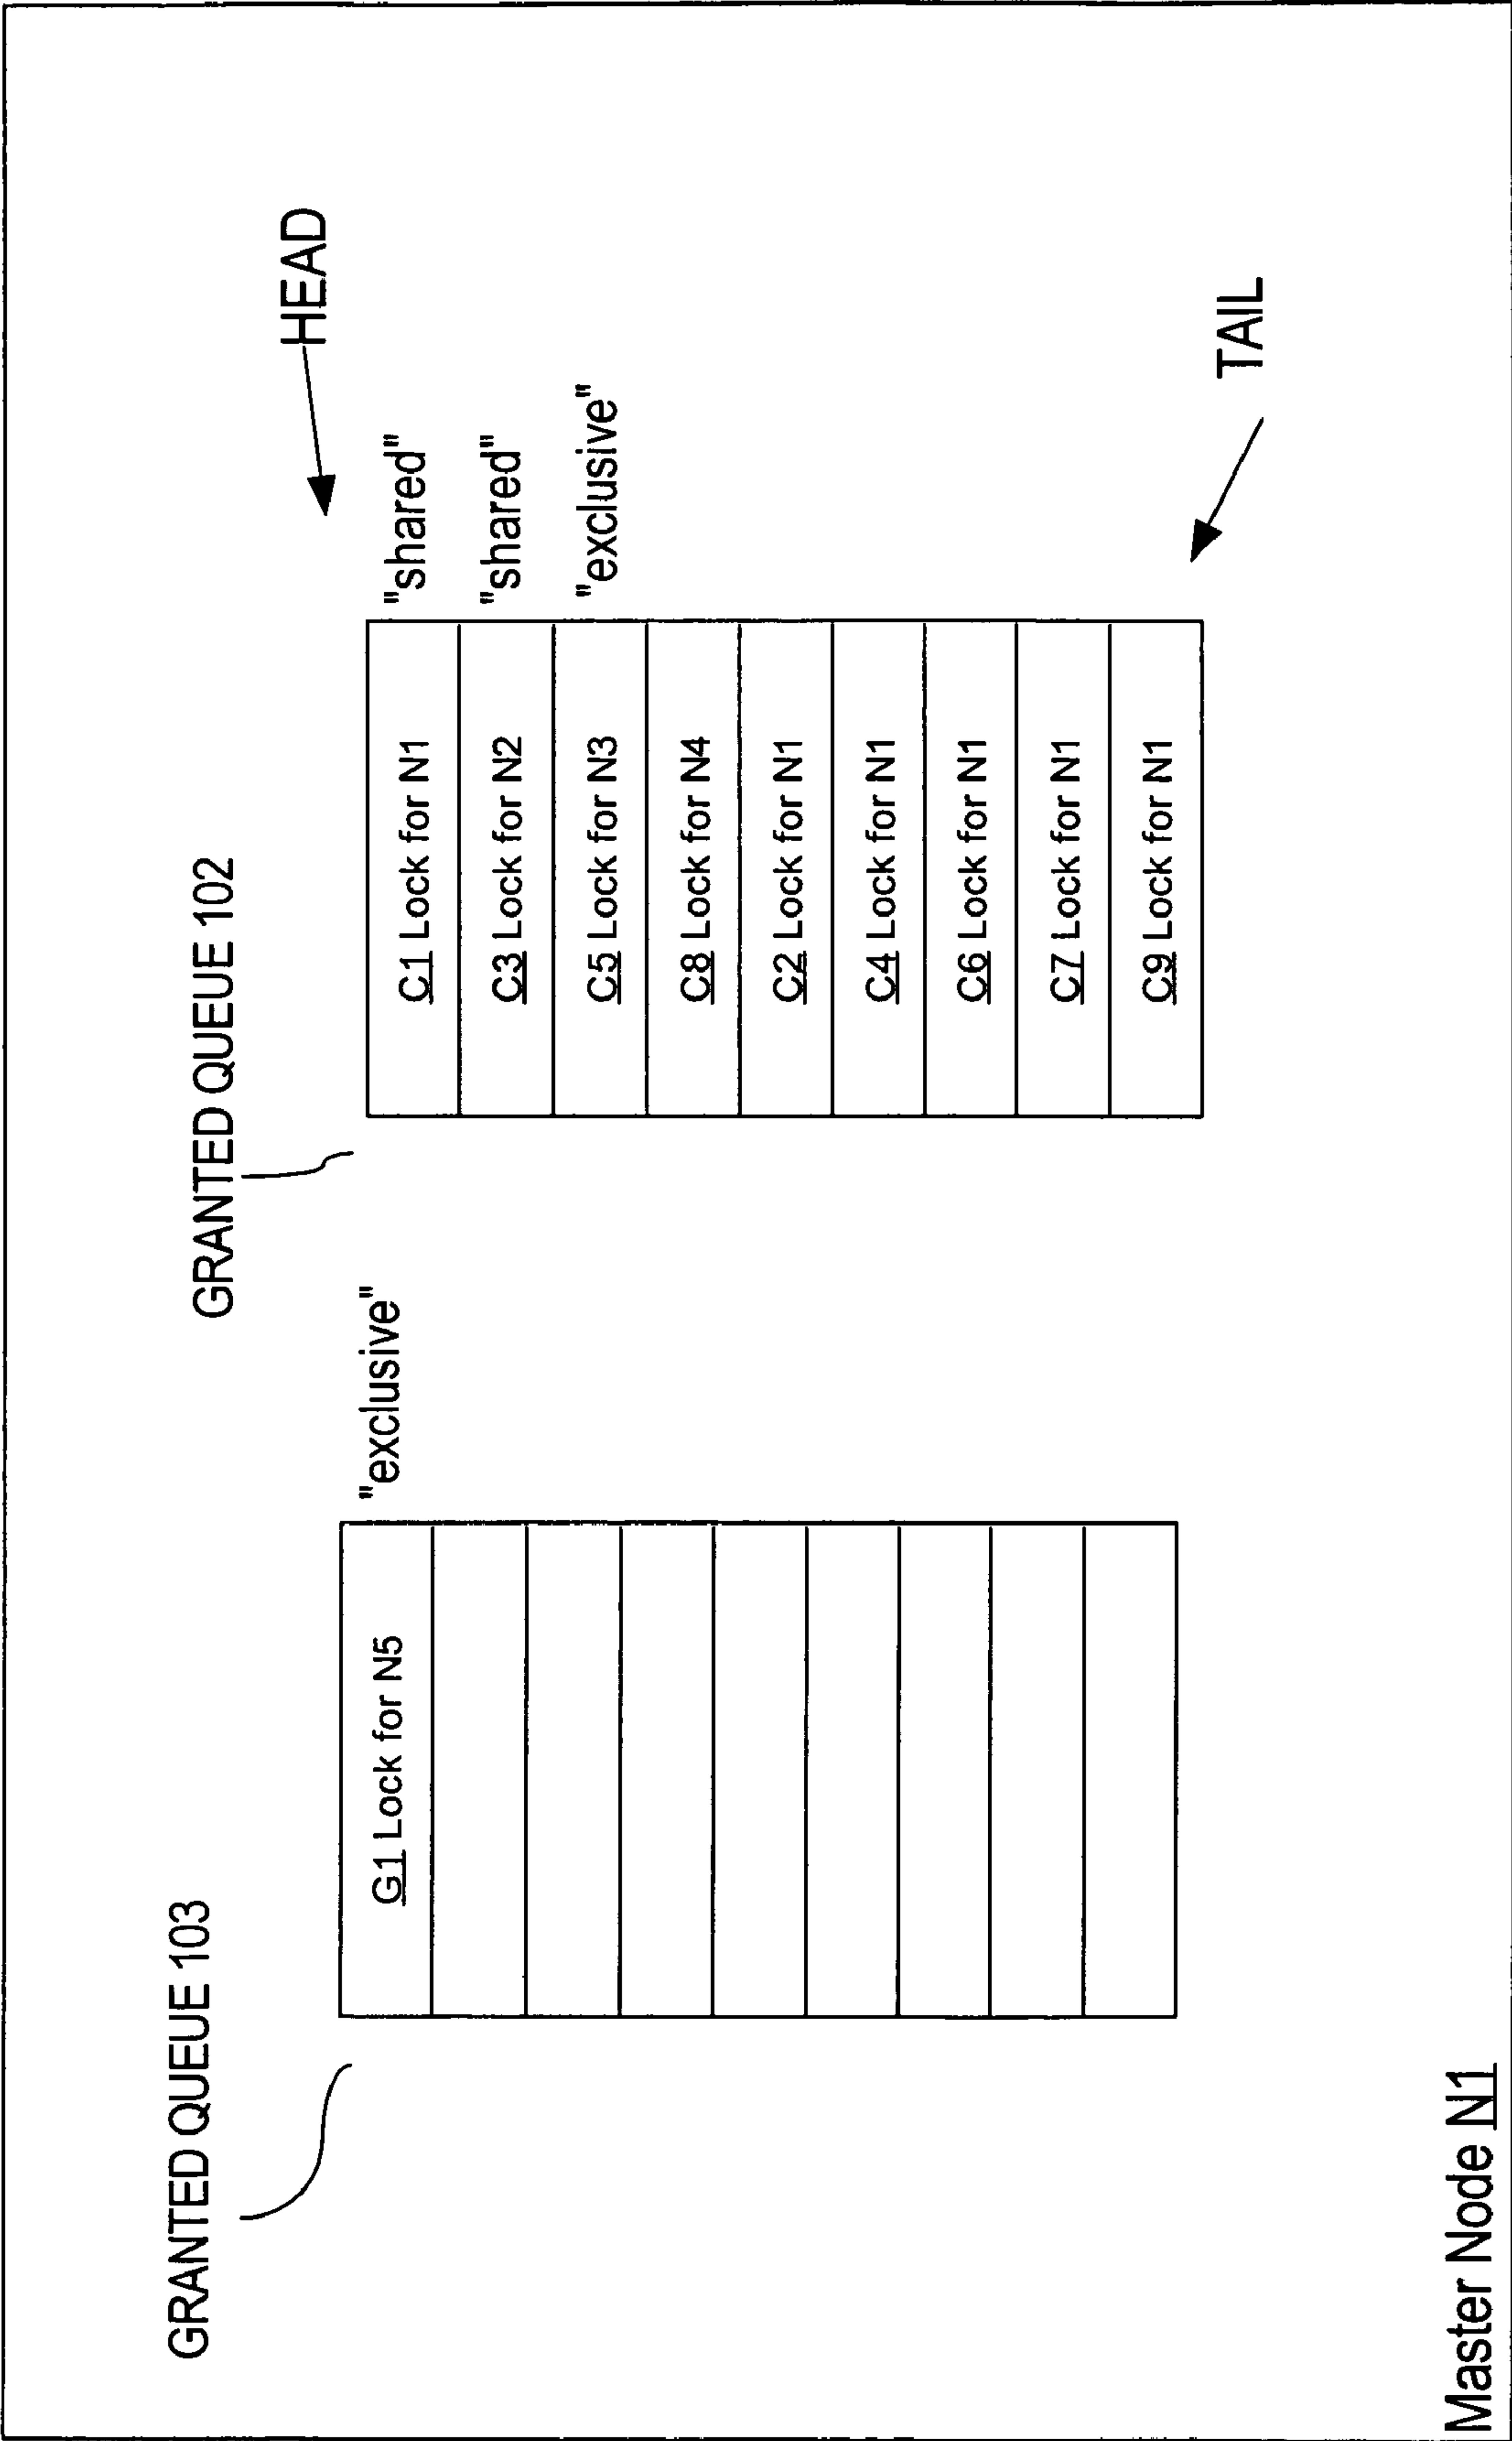 GRANTED QUEUE 103
"exclusive"
G1 Lock for N5
GRANTED QUEUE 102
HEAD
C1 Lock for N1 "shared"
C3 Lock for N2 "shared"
C5 Lock for N3 "exclusive"
C8 Lock for N4
C2 Lock for N1
C4 Lock for N1
C6 Lock for N1
C7 Lock for N1
C9 Lock for N1
TAIL
Master Node N1